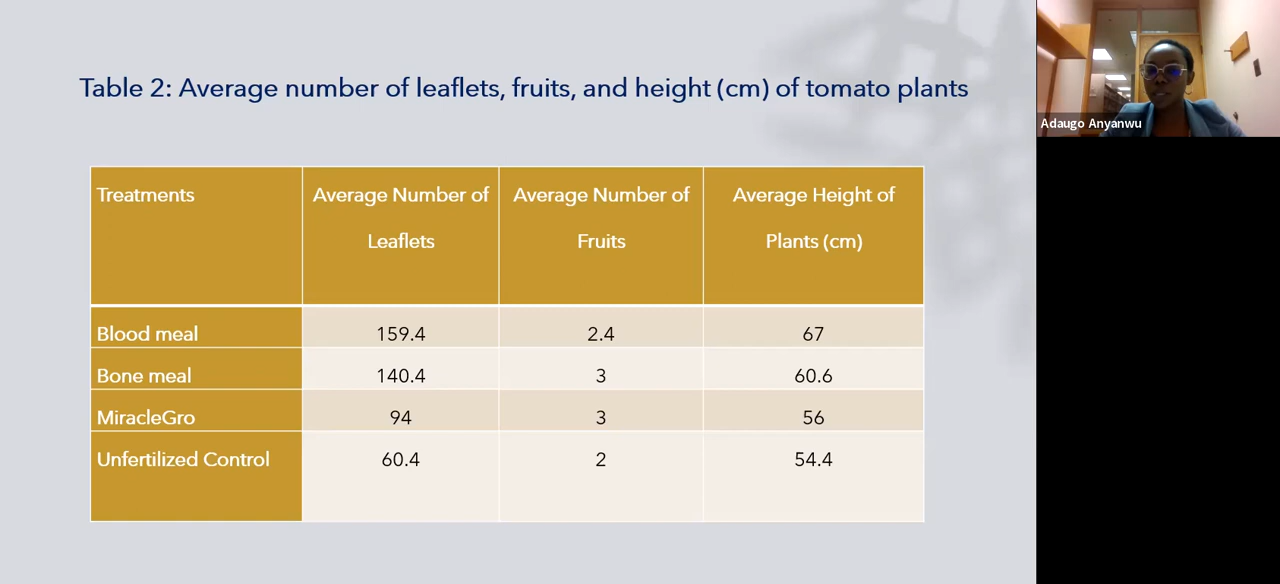 Table 2: Average number of leaflets, fruits, and height (cm) of tomato plants
Adaugo Anyanwu
Treatments
Average Number of
Leaflets
Average Number of
Fruits
Average Height of
Plants (cm)
Blood meal 159.4 2.4 67
Bone meal 140.4 3 60.6
MiracleGro 94 3 56
Unfertilized Control 60.4 2 54.4